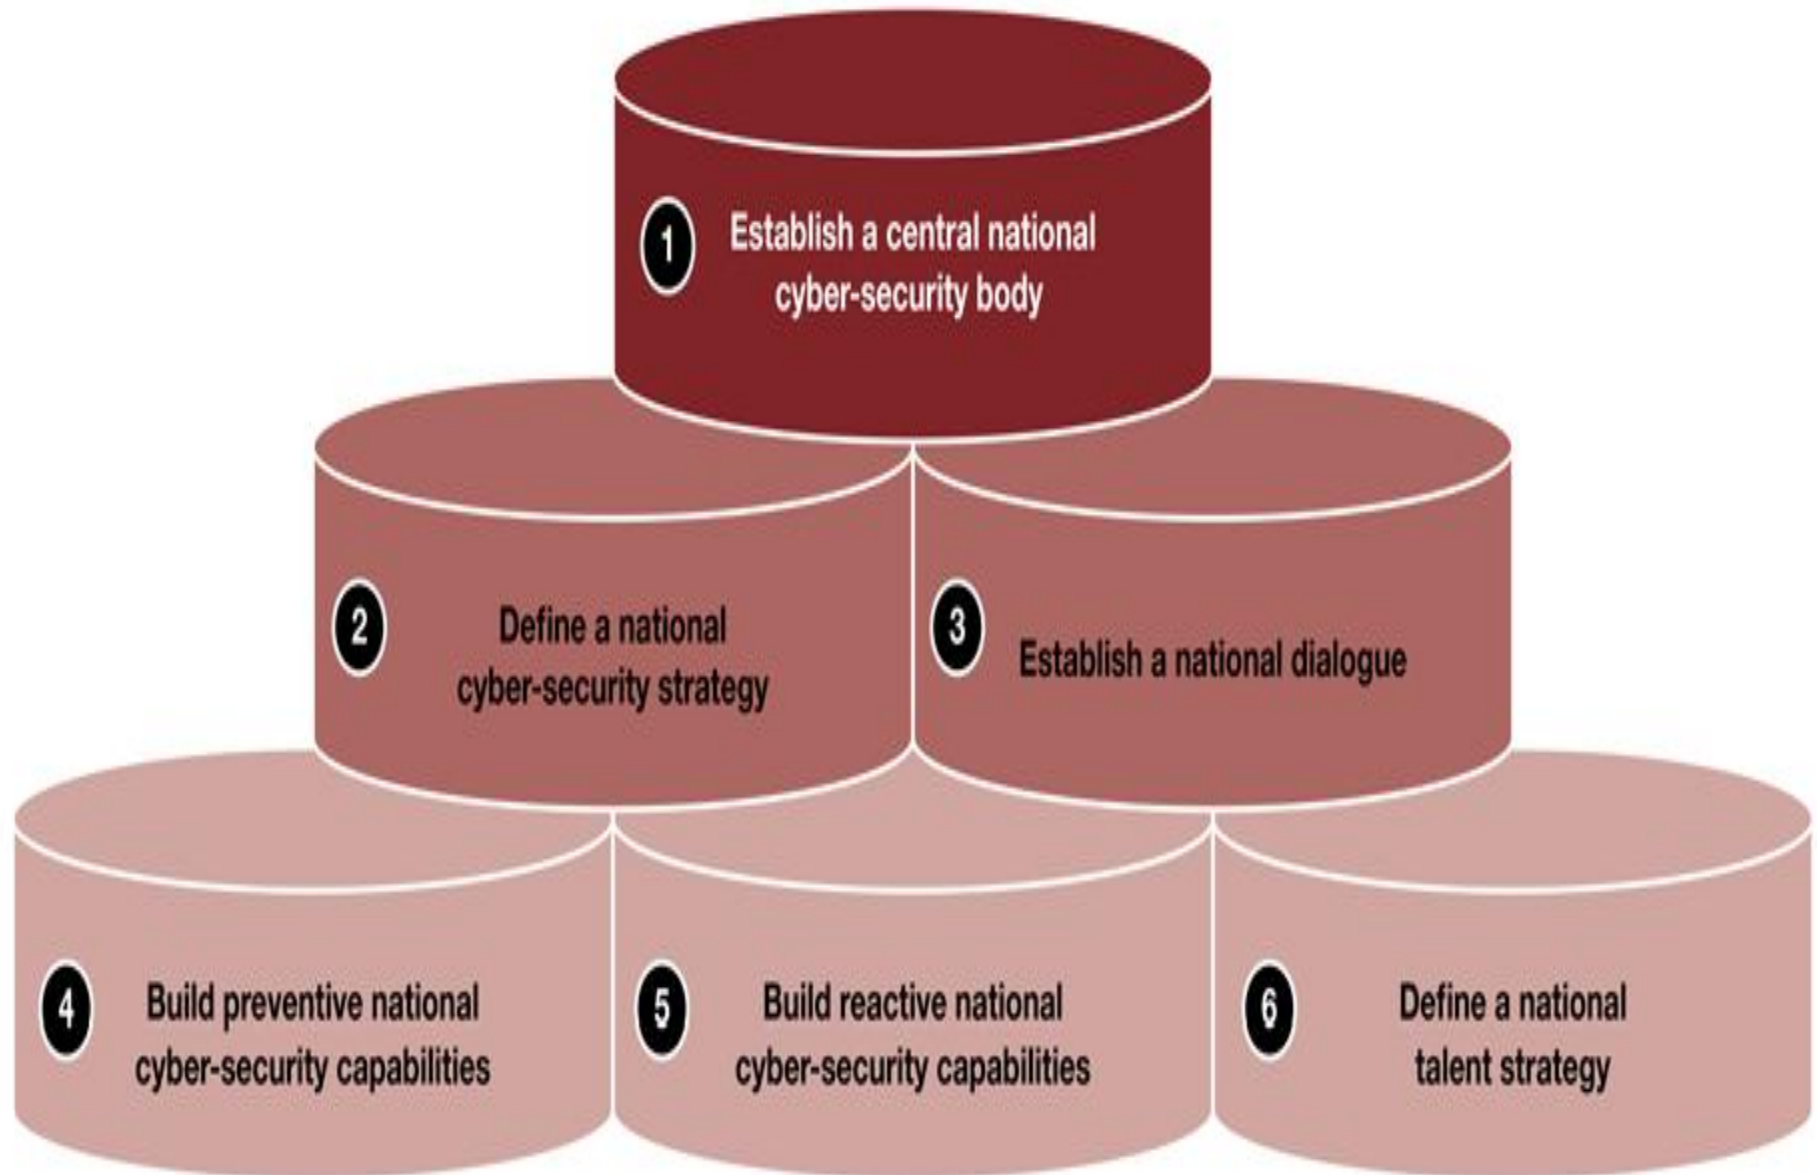 1
Establish a central national
cyber-security body
2
Define a national
cyber-security strategy
3
Establish a national dialogue
4
Build preventive national
cyber-security capabilities
5
Build reactive national
cyber-security capabilities
6
Define a national
talent strategy